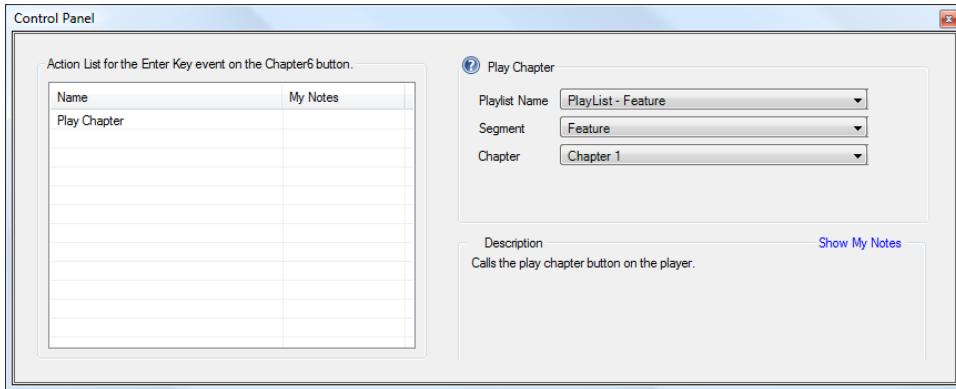 Control Panel
Action List for the Enter Key event on the Chapter6 button.
Name My Notes
Play Chapter
Play Chapter
Playlist Name PlayList - Feature
Segment Feature
Chapter Chapter 1
Description Show My Notes
Calls the play chapter button on the player.